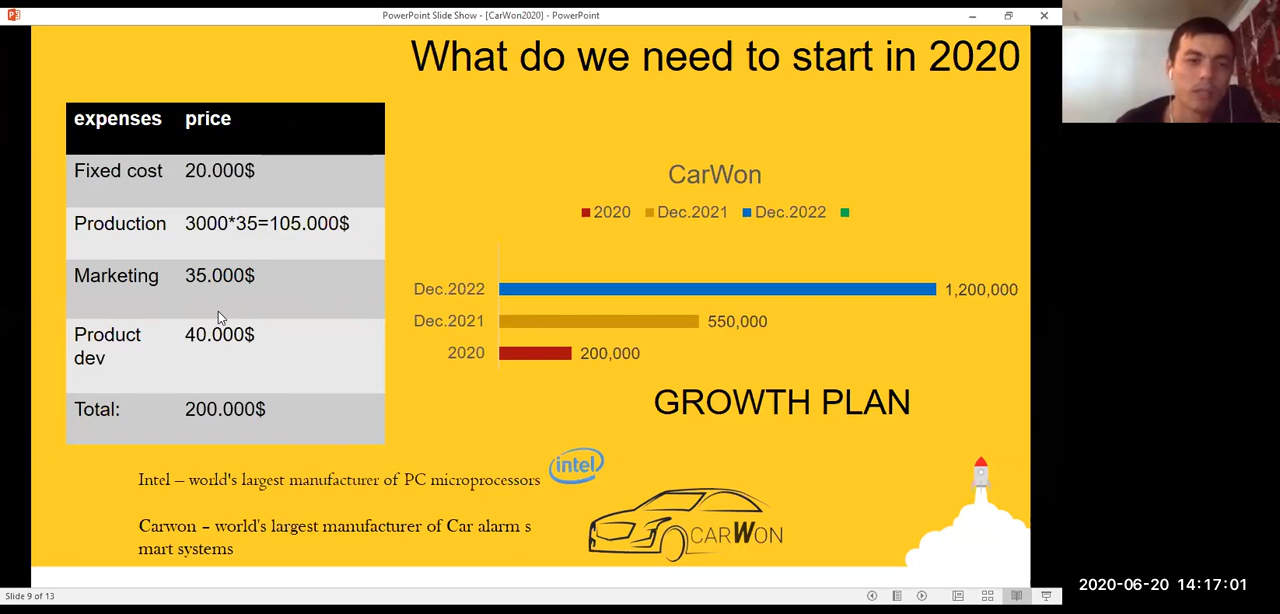 PowerPoint Slide Show - [CarWon2020] - PowerPoint
What do we need to start in 2020
expenses price
Fixed cost 20.000$
Production 3000*35=105.000$
Marketing 35.000$
Product
dev 40.000$
Total: 200.000$
CarWon
2020 Dec.2021 Dec.2022
Dec.2022 1,200,000
Dec.2021 550,000
2020 200,000
GROWTH PLAN
Intel – world's largest manufacturer of PC microprocessors
intel
Carwon – world's largest manufacturer of Car alarm s
mart systems
CARWON
Slide 9 of 13
2020-06-20 14:17:01